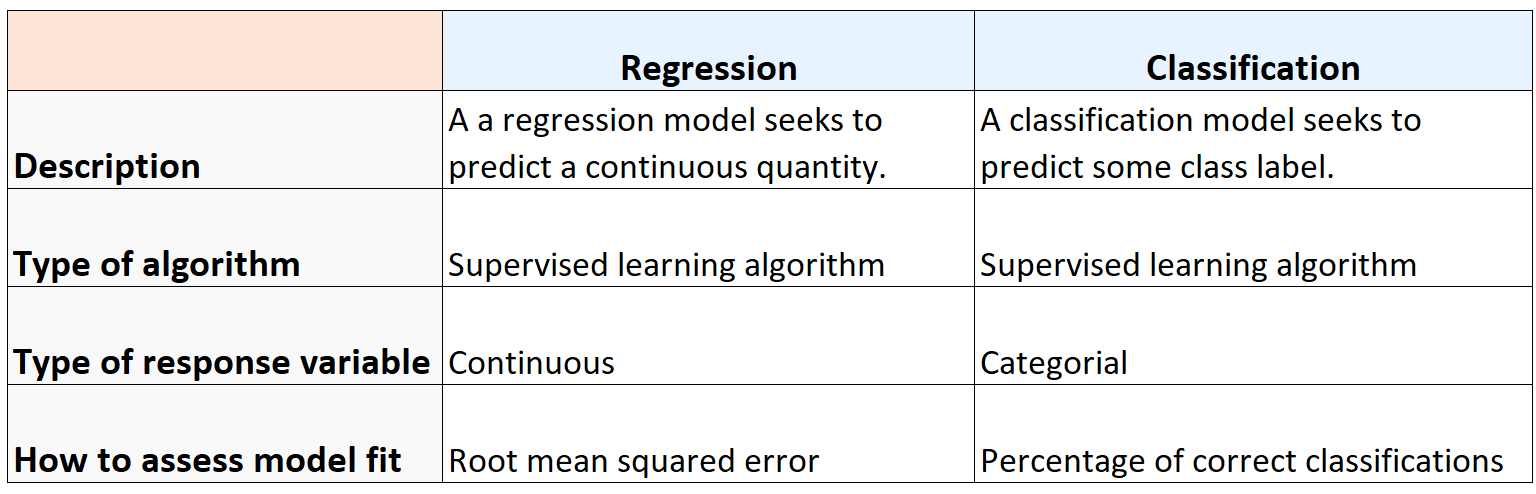 Regression
Classification
Description
A a regression model seeks to
predict a continuous quantity.
A classification model seeks to
predict some class label.
Type of algorithm
Supervised learning algorithm
Supervised learning algorithm
Type of response variable
Continuous
Categorial
How to assess model fit
Root mean squared error
Percentage of correct classifications